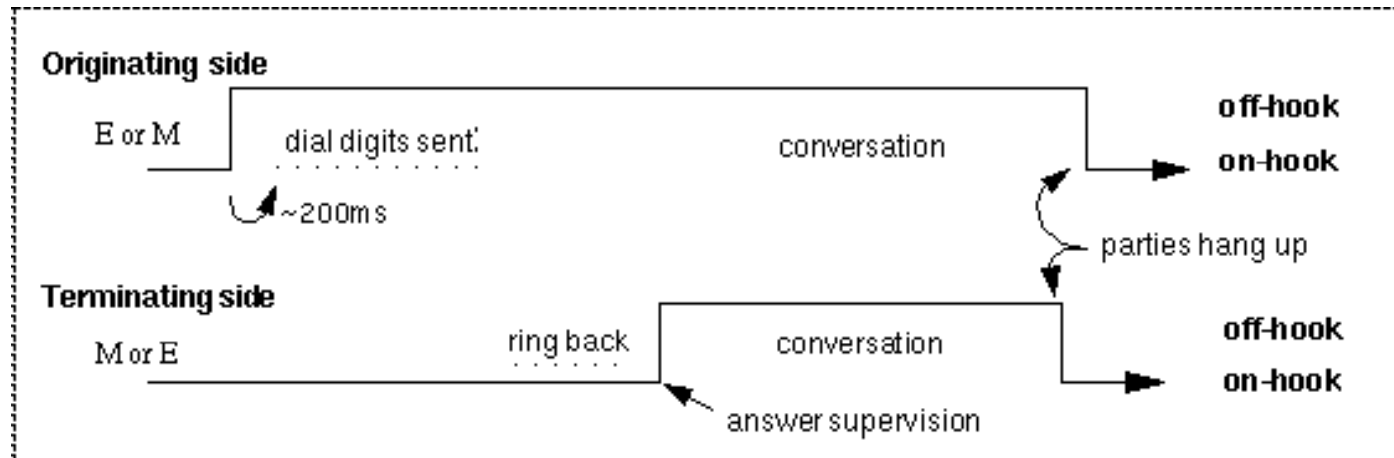 Originating side
E or M
dial digits sent:
conversation
off-hook
on-hook
~200ms
parties hang up
Terminating side
M or E
ring back
conversation
off-hook
on-hook
answer supervision